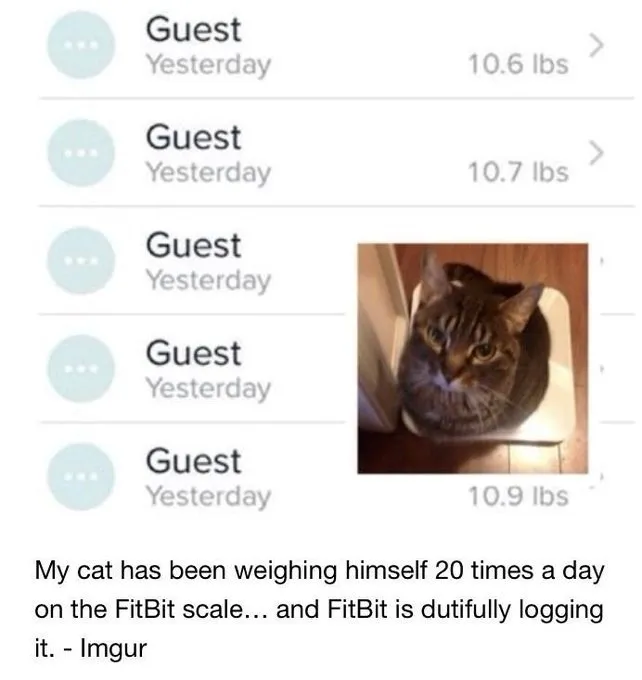 Guest
Yesterday
10.6 lbs
Guest
Yesterday
10.7 lbs
Guest
Yesterday
Guest
Yesterday
Guest
Yesterday
10.9 lbs
My cat has been weighing himself 20 times a day
on the FitBit scale... and FitBit is dutifully logging
it. - Imgur